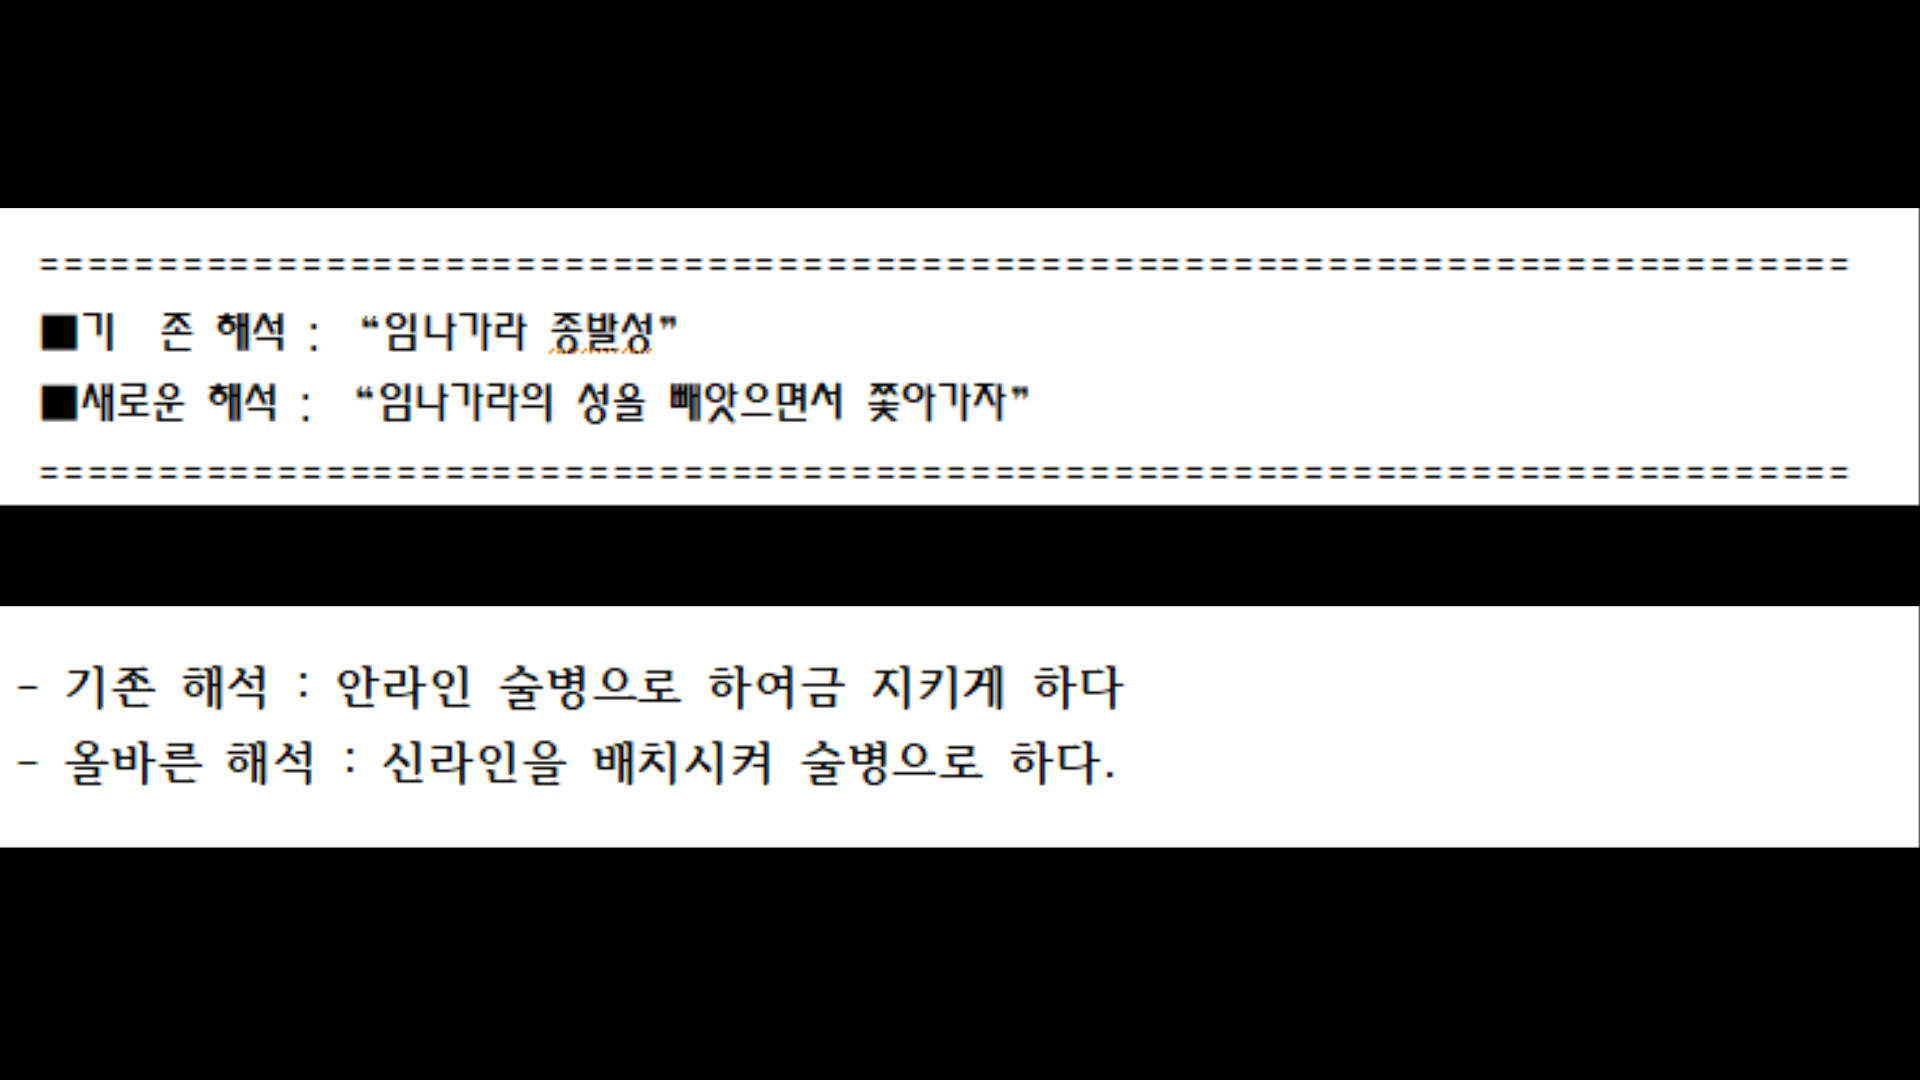 ==============================================================================
■기  존 해석 :  “임나가라 종발성”
■새로운 해석 :  “임나가라의 성을 빼앗으면서 쫓아가자”
==============================================================================
- 기존 해석 : 안라인 술병으로 하여금 지키게 하다
- 올바른 해석 : 신라인을 배치시켜 술병으로 하다.